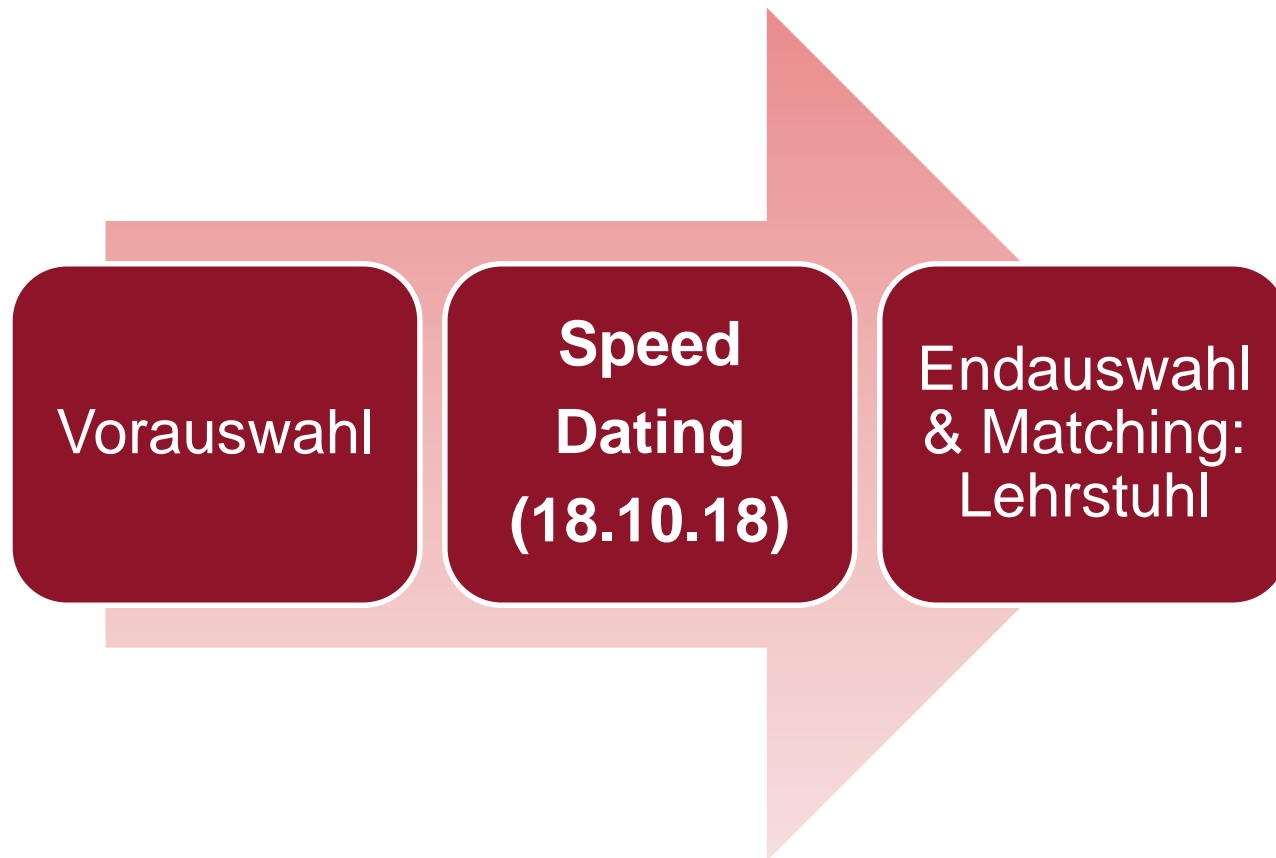 Vorauswahl
Speed
Dating
(18.10.18)
Endauswahl
& Matching:
Lehrstuhl